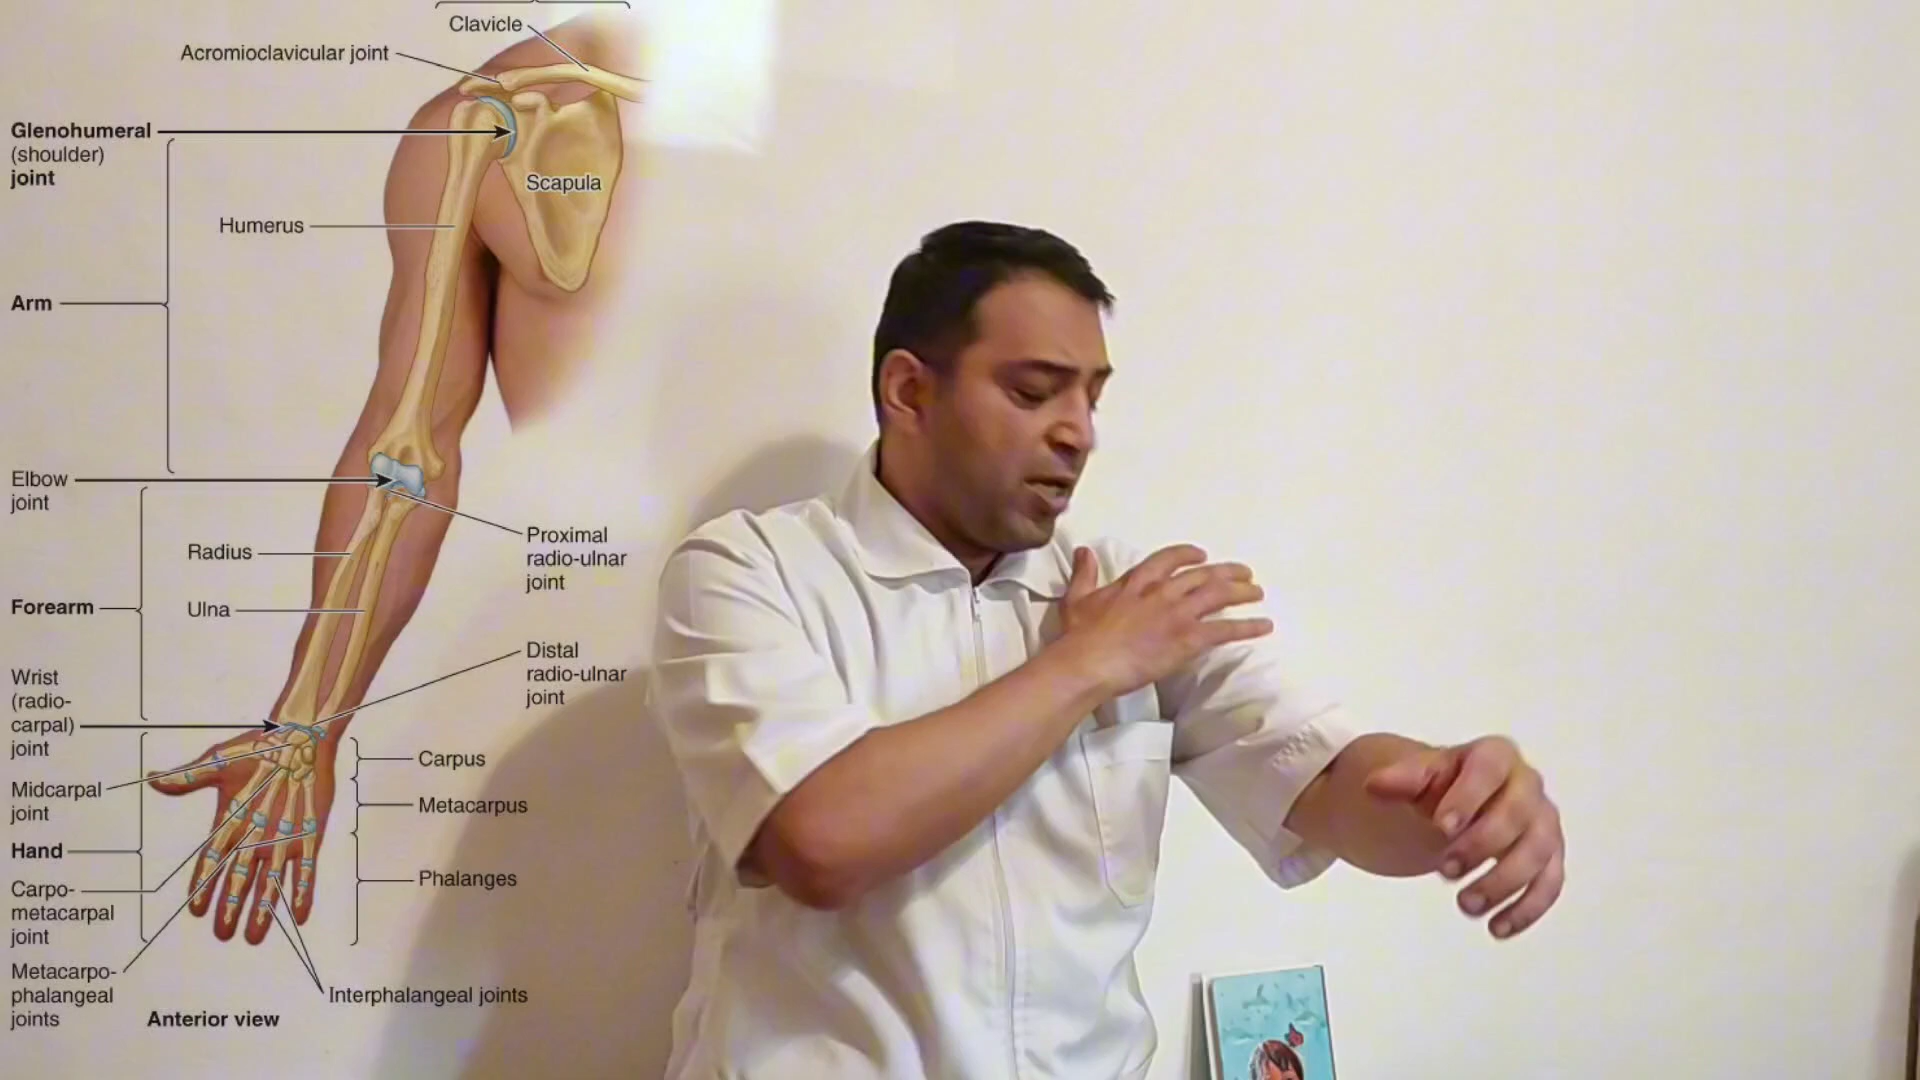 Clavicle
Acromioclavicular joint
Glenohumeral
(shoulder)
joint
Scapula
Humerus
Arm
Elbow
joint
Proximal
radio-ulnar
joint
Radius
Forearm
Ulna
Distal
radio-ulnar
joint
Wrist
(radio-
carpal)
joint
Carpus
Midcarpal
joint
Metacarpus
Hand
Phalanges
Carpo-
metacarpal
joint
Metacarpo-
phalangeal
joints
Interphalangeal joints
Anterior view